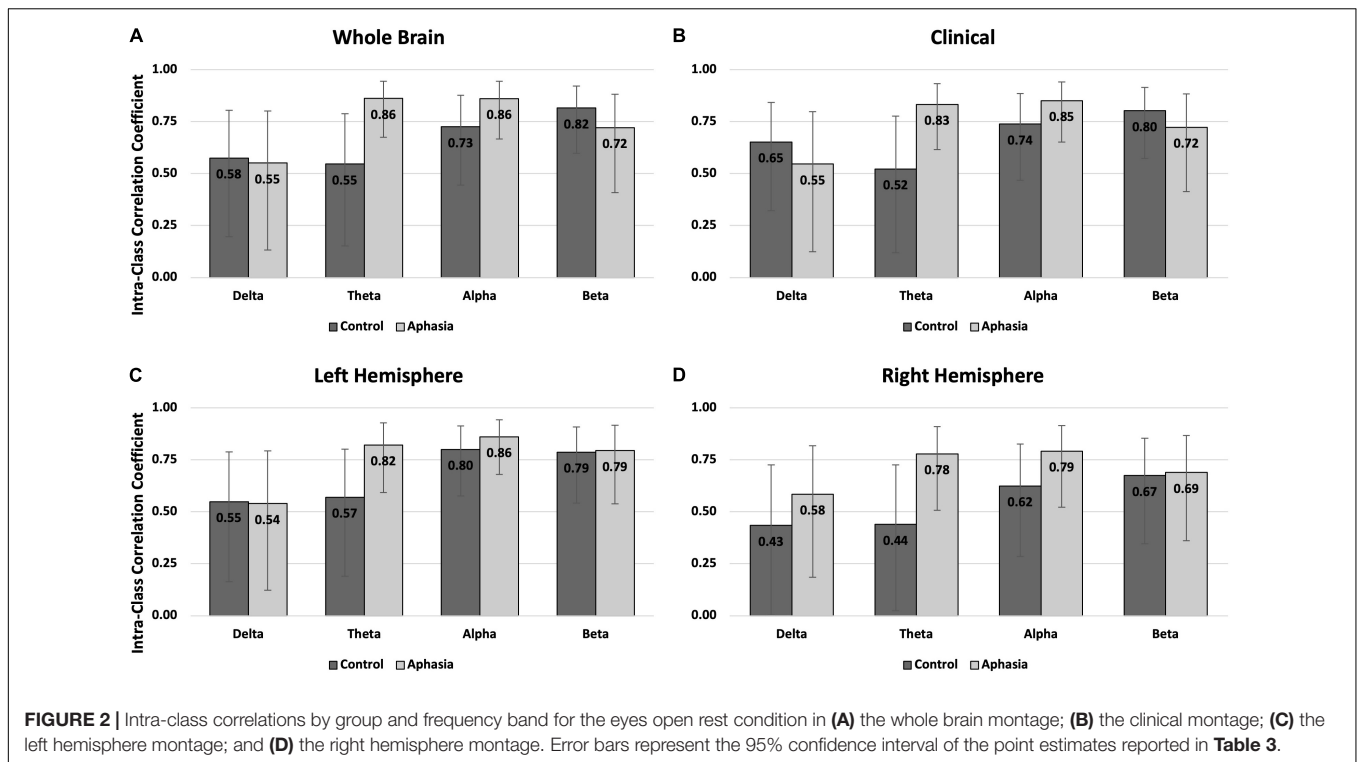 A
Whole Brain
Intra-Class Correlation Coefficient
1.00
0.75
0.50
0.25
0.00
0.58
0.55
0.55
0.86
0.73
0.86
0.82
0.72
Delta
Theta
Alpha
Beta
Control Aphasia
B
Clinical
1.00
0.75
0.50
0.25
0.00
0.65
0.55
0.52
0.83
0.74
0.85
0.80
0.72
Delta
Theta
Alpha
Beta
Control Aphasia
C
Left Hemisphere
Intra-Class Correlation Coefficient
1.00
0.75
0.50
0.25
0.00
0.55
0.54
0.57
0.82
0.80
0.86
0.79
0.79
Delta
Theta
Alpha
Beta
Control Aphasia
D
Right Hemisphere
1.00
0.75
0.50
0.25
0.00
0.43
0.58
0.44
0.78
0.62
0.79
0.67
0.69
Delta
Theta
Alpha
Beta
Control Aphasia
FIGURE 2 | Intra-class correlations by group and frequency band for the eyes open rest condition in (A) the whole brain montage; (B) the clinical montage; (C) the
left hemisphere montage; and (D) the right hemisphere montage. Error bars represent the 95% confidence interval of the point estimates reported in Table 3.